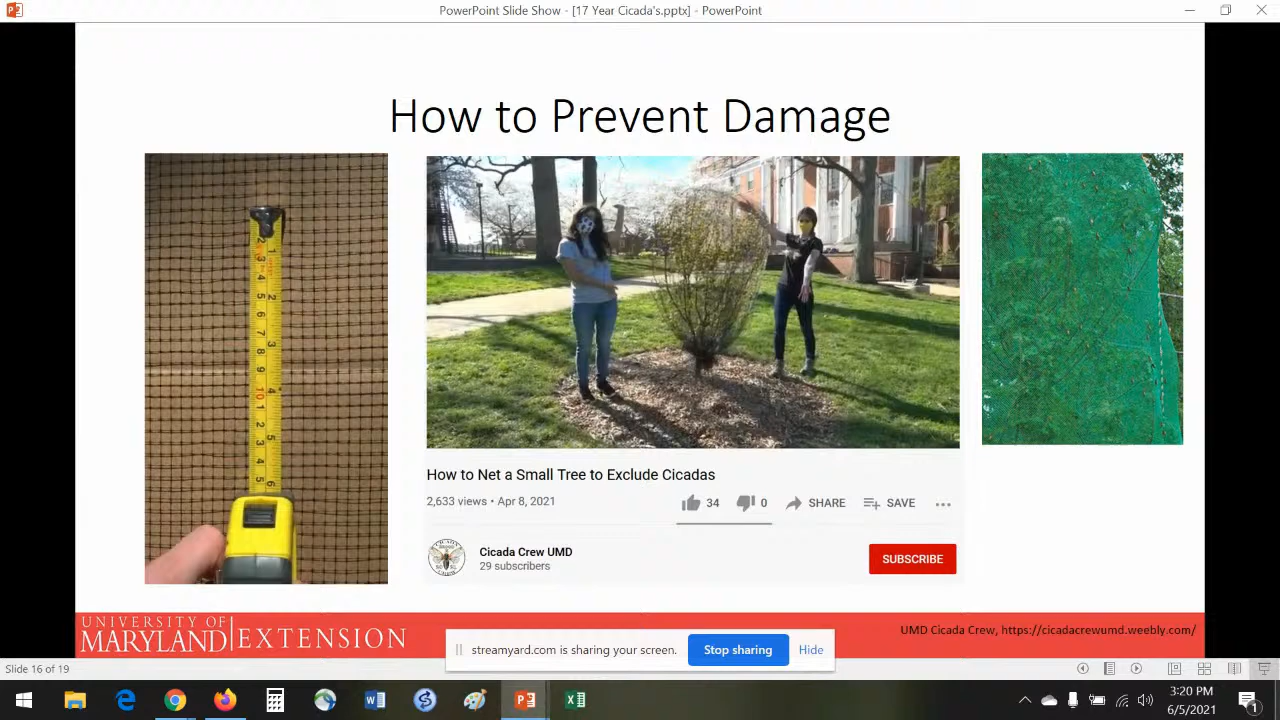 PowerPoint Slide Show - [17 Year Cicada's.pptx] - PowerPoint
How to Prevent Damage
How to Net a Small Tree to Exclude Cicadas
2,633 views • Apr 8, 2021
34
0
SHARE
SAVE
Cicada Crew UMD
29 subscribers
SUBSCRIBE
UNIVERSITY OF
MARYLAND
EXTENSION
UMD Cicada Crew, https://cicadacrewumd.weebly.com/
streamyard.com is sharing your screen.
Stop sharing
Hide
Slide 16 of 19
3:20 PM
6/5/2021
1